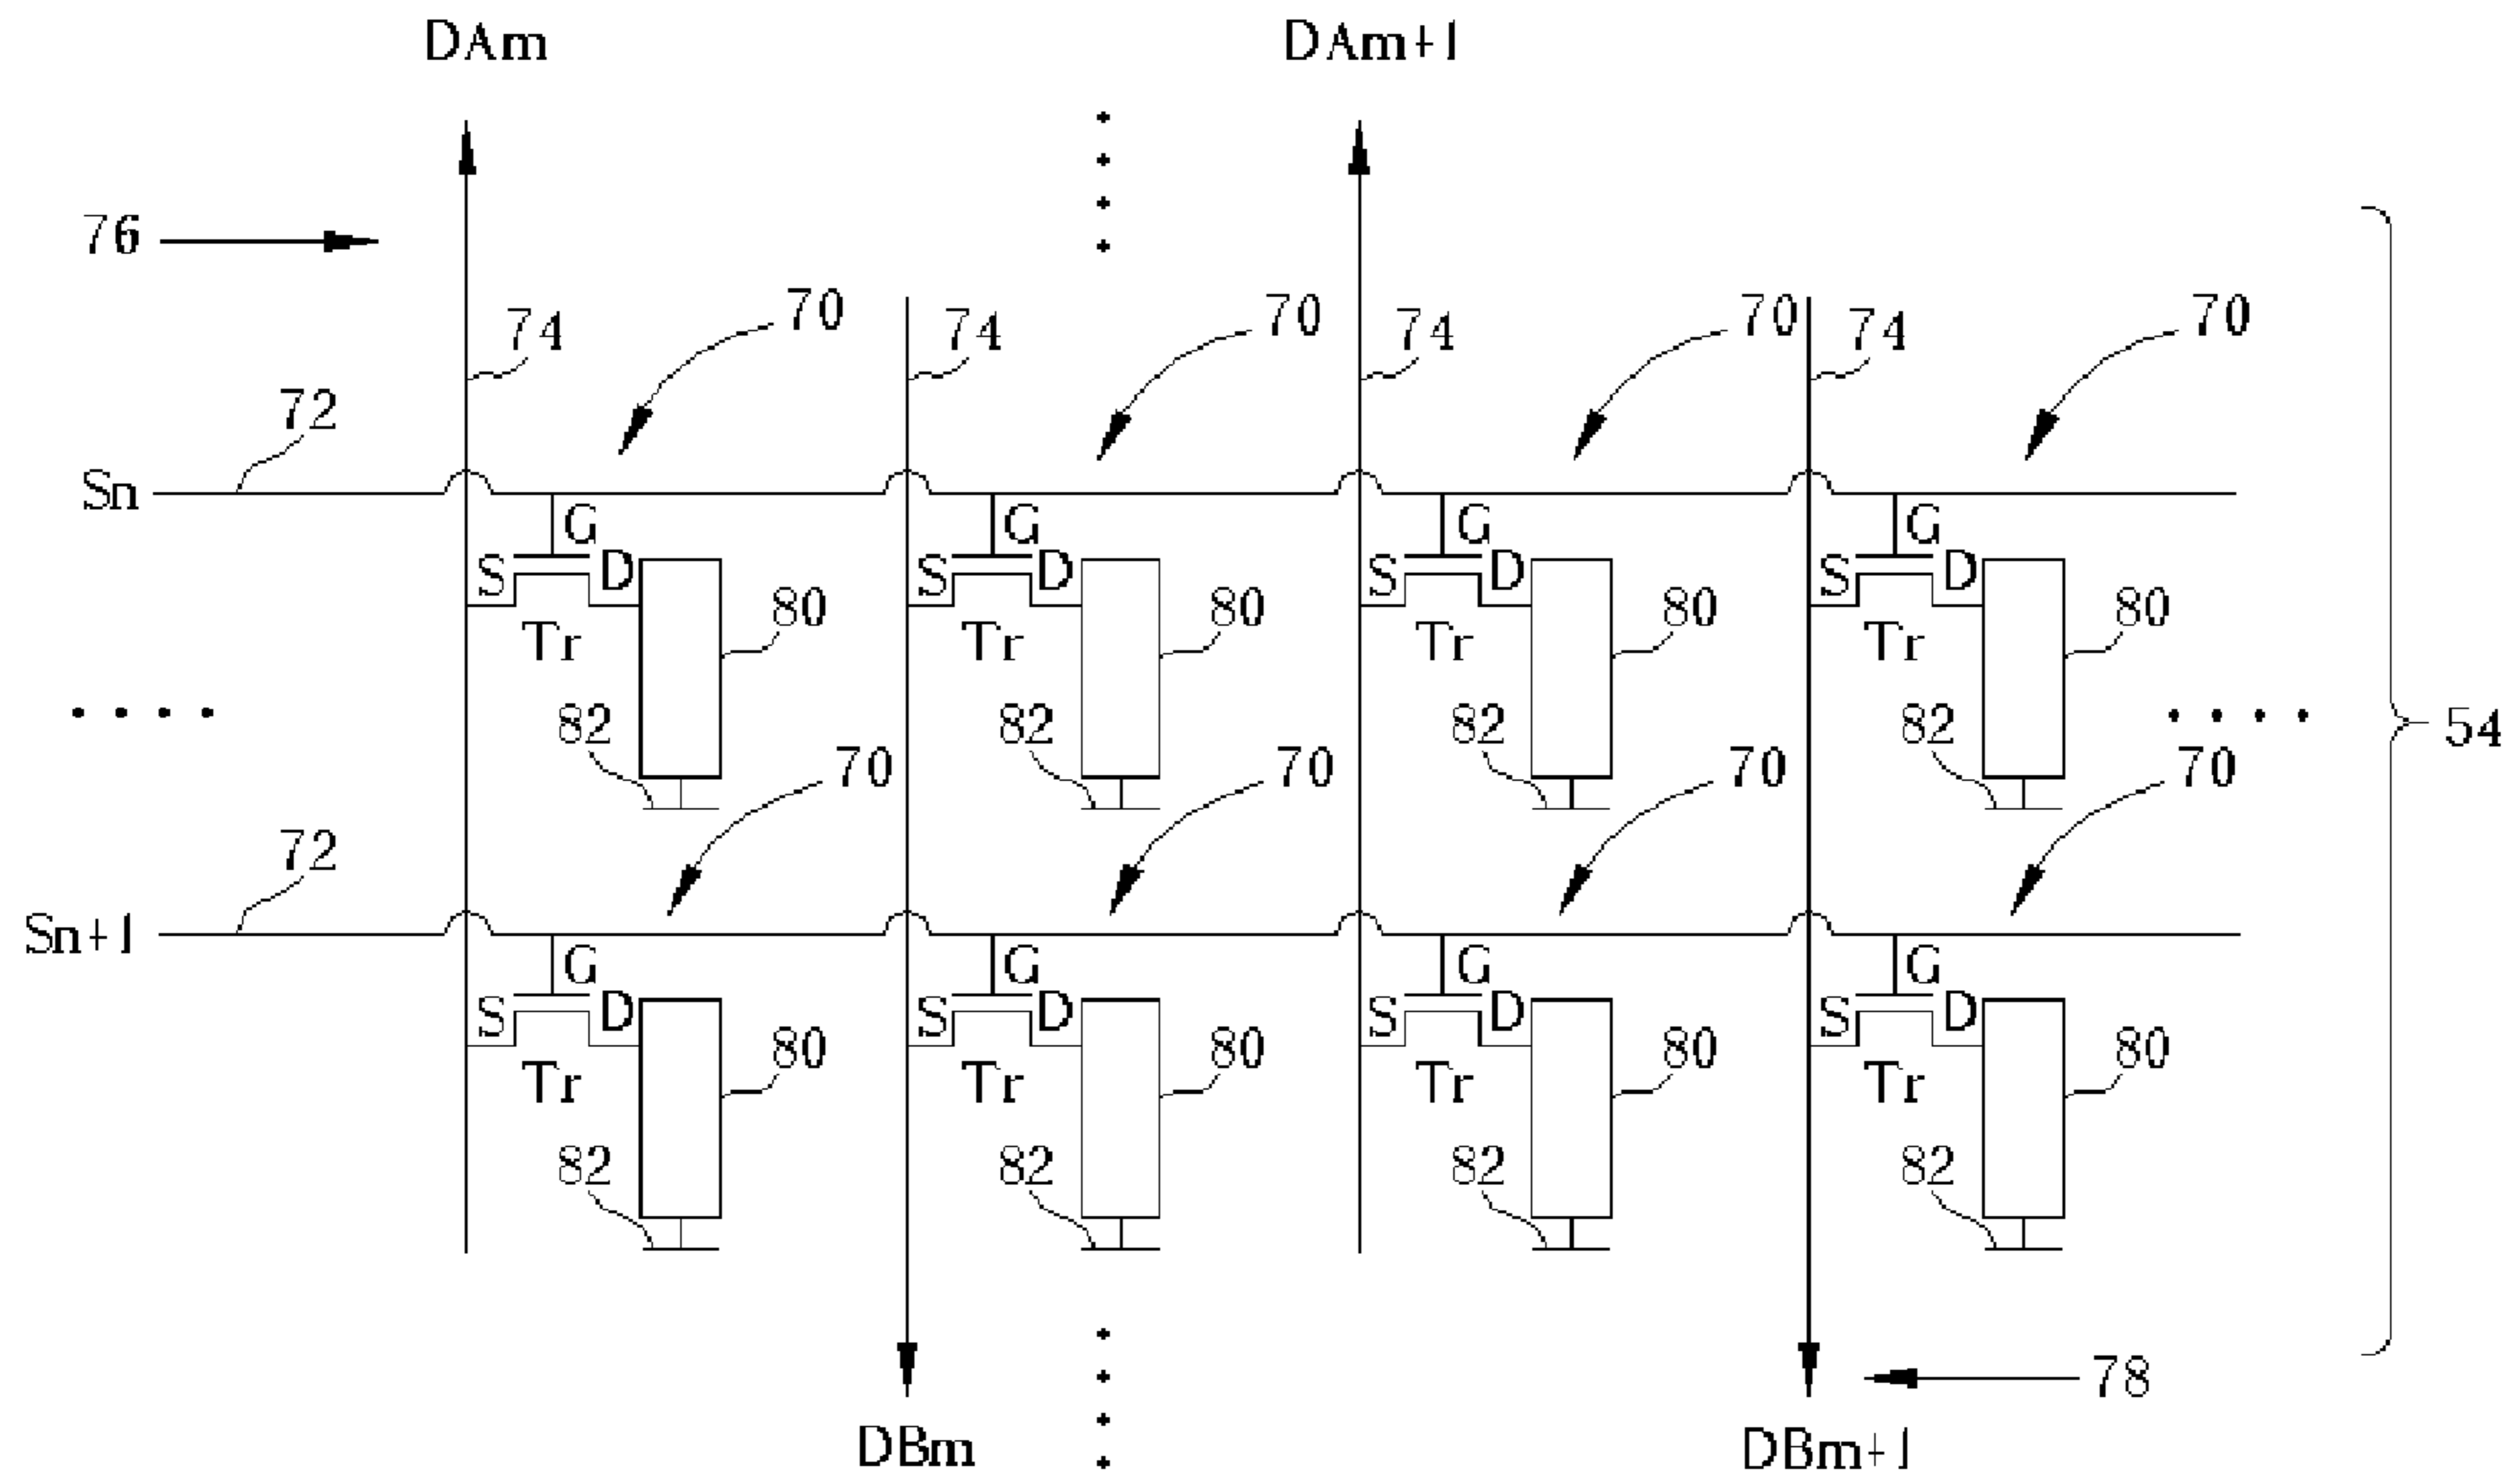 DAm DAm+1
76
70 70 70 70
74 74 74 74
72
Sn
G G G G
S D S D S D S D
80 80 80 80
Tr Tr Tr Tr
82 82 82 82
54
70 70 70 70
72
Sn+1
G G G G
S D S D S D S D
80 80 80 80
Tr Tr Tr Tr
82 82 82 82
78
DBm DBm+1